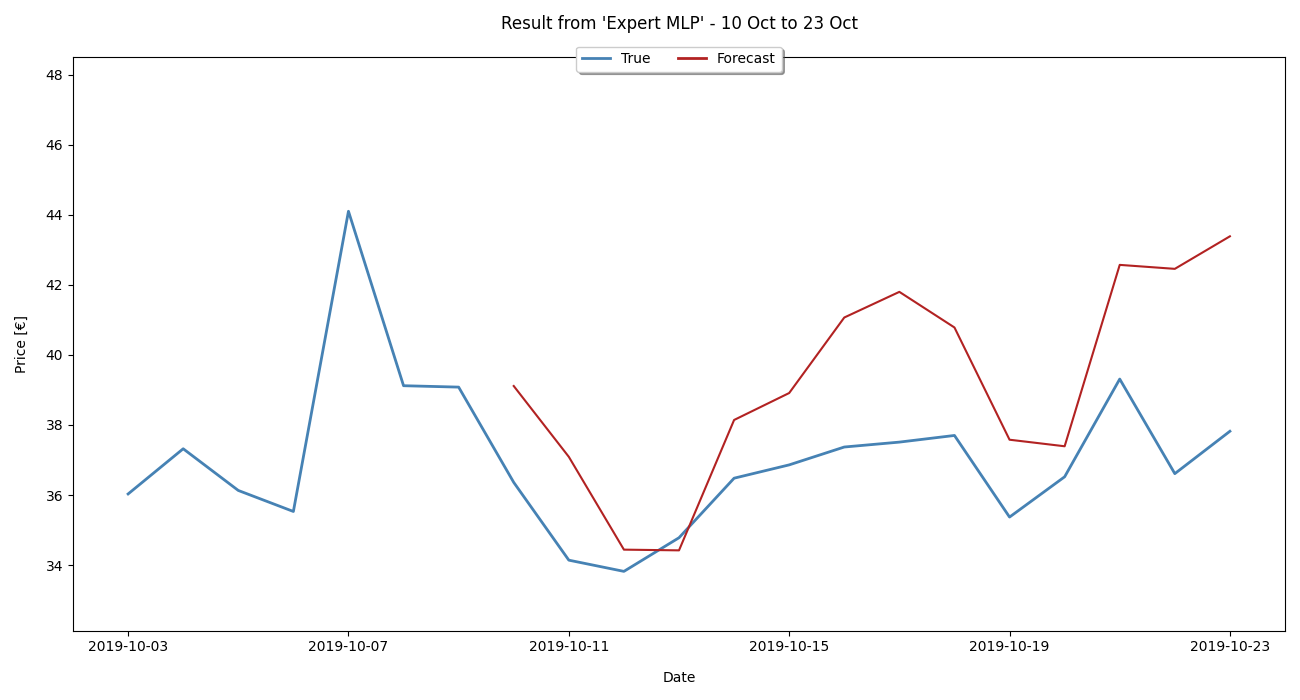 Result from 'Expert MLP' - 10 Oct to 23 Oct
True Forecast
48
46
44
42
40
38
36
34
Price [€]
2019-10-03 2019-10-07 2019-10-11 2019-10-15 2019-10-19 2019-10-23
Date